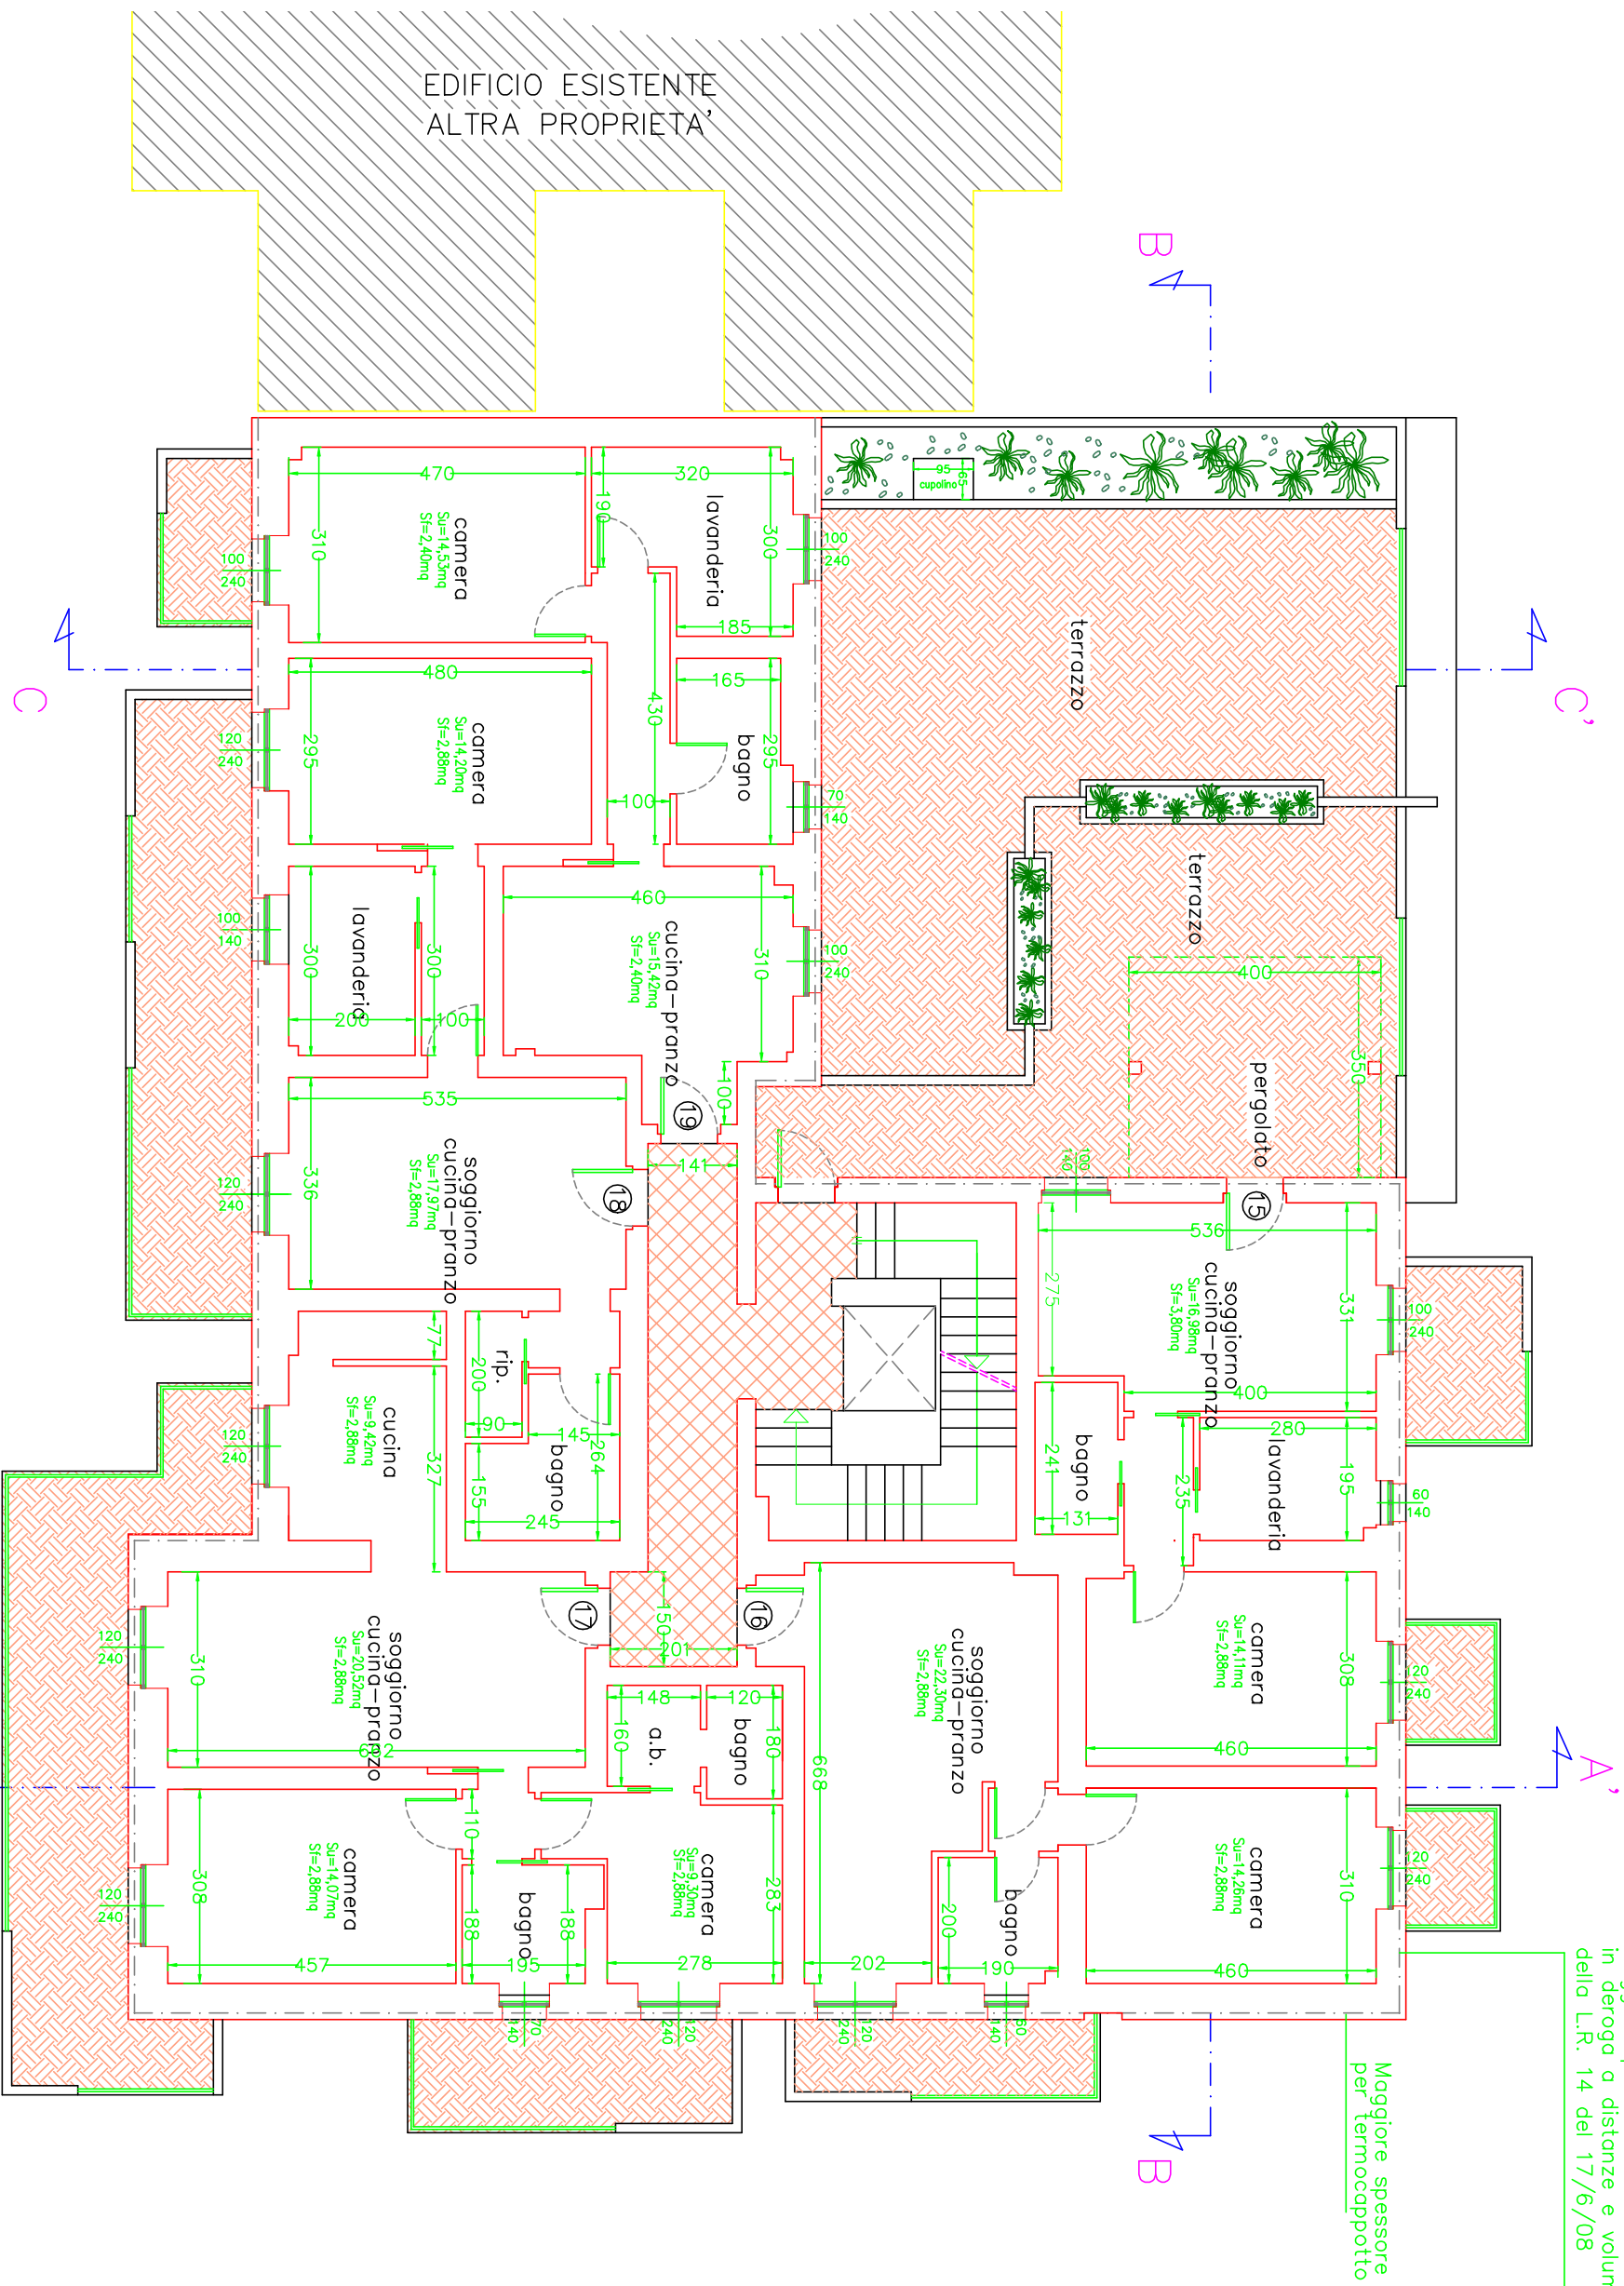 EDIFICIO ESISTENTE
ALTRA PROPRIETA'
B
B
C
C'
A'
in deroga a distanze e volum
della L.R. 14 del 17/6/08
Maggiore spessore
per termocappotto
95
65
cupolino
terrazzo
terrazzo
pergolato
400
350
lavanderia
320
190
300
185
100
240
camera
Su=14,53mq
Sf=2,40mq
470
310
100
240
camera
Su=14,20mq
Sf=2,88mq
480
295
120
240
bagno
165
295
430
100
70
140
cucina-pranzo
Su=15,42mq
Sf=2,40mq
460
310
100
100
240
19
lavanderia
300
300
200
100
100
140
soggiorno
cucina-pranzo
Su=17,97mq
Sf=2,88mq
535
336
120
240
18
141
15
100
140
soggiorno
cucina-pranzo
Su=16,98mq
Sf=3,80mq
536
331
275
400
100
240
lavanderia
280
195
235
60
140
bagno
241
131
camera
Su=14,11mq
Sf=2,88mq
308
460
120
240
camera
Su=14,26mq
Sf=2,88mq
310
460
120
240
rip.
77
200
90
cucina
Su=9,42mq
Sf=2,88mq
327
120
240
bagno
145
264
155
245
17
16
150
201
soggiorno
cucina-pranzo
Su=20,52mq
Sf=2,88mq
310
662
120
240
soggiorno
cucina-pranzo
Su=22,30mq
Sf=2,88mq
668
202
120
240
a.b.
148
160
bagno
120
180
camera
Su=14,07mq
Sf=2,88mq
308
457
120
240
110
bagno
188
188
195
70
140
camera
Su=9,30mq
Sf=2,88mq
283
278
120
240
bagno
200
190
60
140